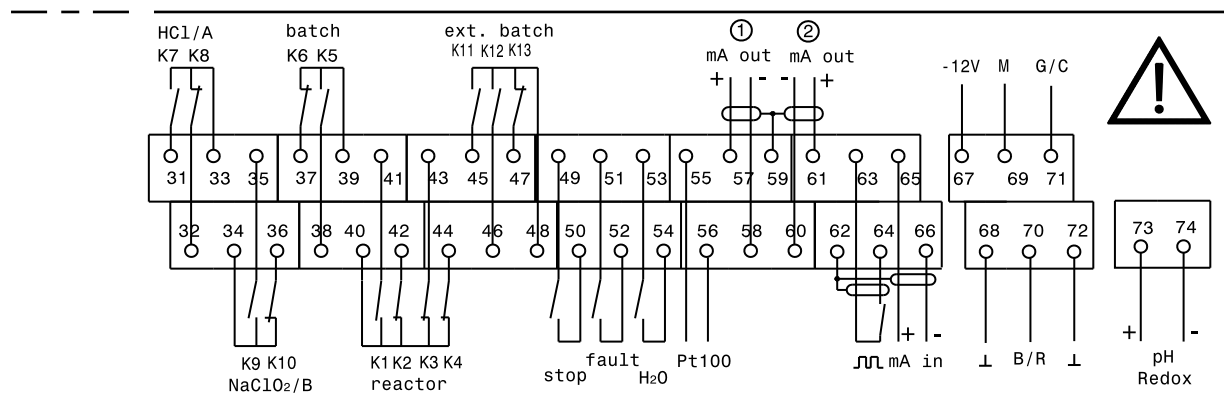 HCl/A batch ext. batch ① ②
K7 K8 K6 K5 K11 K12 K13 mA out mA out
+ - - +
-12V M G/C
31 33 35 37 39 41 43 45 47 49 51 53 55 57 59 61 63 65 67 69 71
32 34 36 38 40 42 44 46 48 50 52 54 56 58 60 62 64 66 68 70 72 73 74
+ - + -
K9 K10 K1 K2 K3 K4 stop fault H₂O Pt100 mA in ⊥ B/R ⊥ pH
NaClO₂/B reactor Redox
!